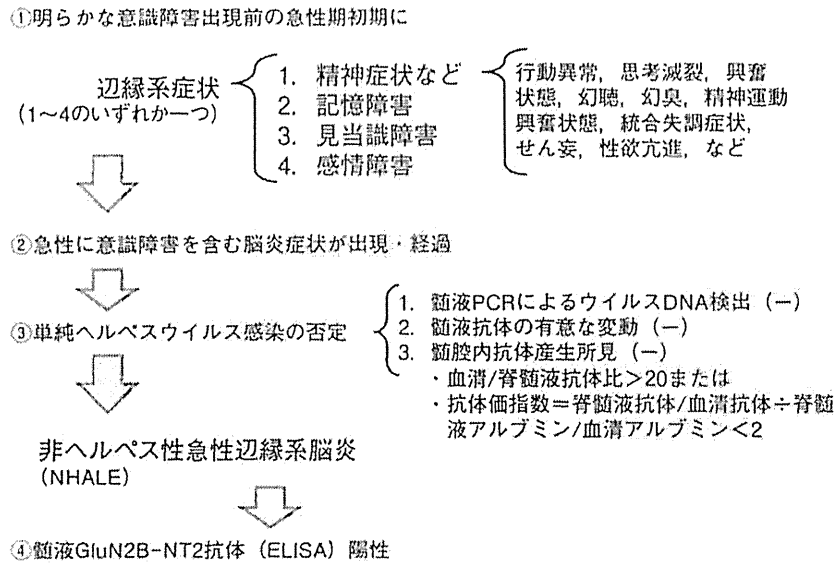 ①明らかな意識障害出現前の急性期初期に
辺縁系症状
(1〜4のいずれか一つ)
1. 精神症状など
2. 記憶障害
3. 見当識障害
4. 感情障害
行動異常，思考滅裂，興奮
状態，幻聴，幻臭，精神運動
興奮状態，統合失調症状，
せん妄，性欲亢進，など
②急性に意識障害を含む脳炎症状が出現・経過
③単純ヘルペスウイルス感染の否定
1. 髄液PCRによるウイルスDNA検出（−）
2. 髄液抗体の有意な変動（−）
3. 髄腔内抗体産生所見（−）
・血清/脊髄液抗体比＞20または
・抗体価指数＝脊髄液抗体/血清抗体÷脊髄
液アルブミン/血清アルブミン＜2
非ヘルペス性急性辺縁系脳炎
(NHALE)
④髄液GluN2B-NT2抗体（ELISA）陽性